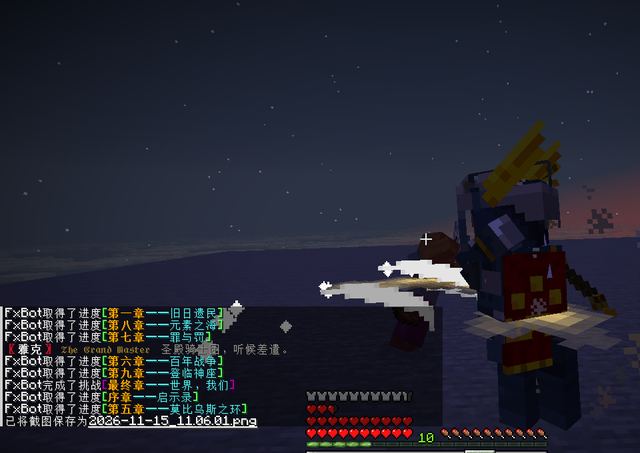 FxBot取得了进度[第一章——旧日遗民]
FxBot取得了进度[第八章——元素之海]
FxBot取得了进度[第七章——罪与罚]
〖雅克〗 The Grand Master 圣殿骑士团，听候差遣。
FxBot取得了进度[第六章——百年战争]
FxBot取得了进度[第九章——登临神座]
FxBot完成了挑战[最终章——世界，我们]
FxBot取得了进度[序章——启示录]
FxBot取得了进度[第五章——莫比乌斯之环]
已将截图保存为2026-11-15_11.06.01.png
10